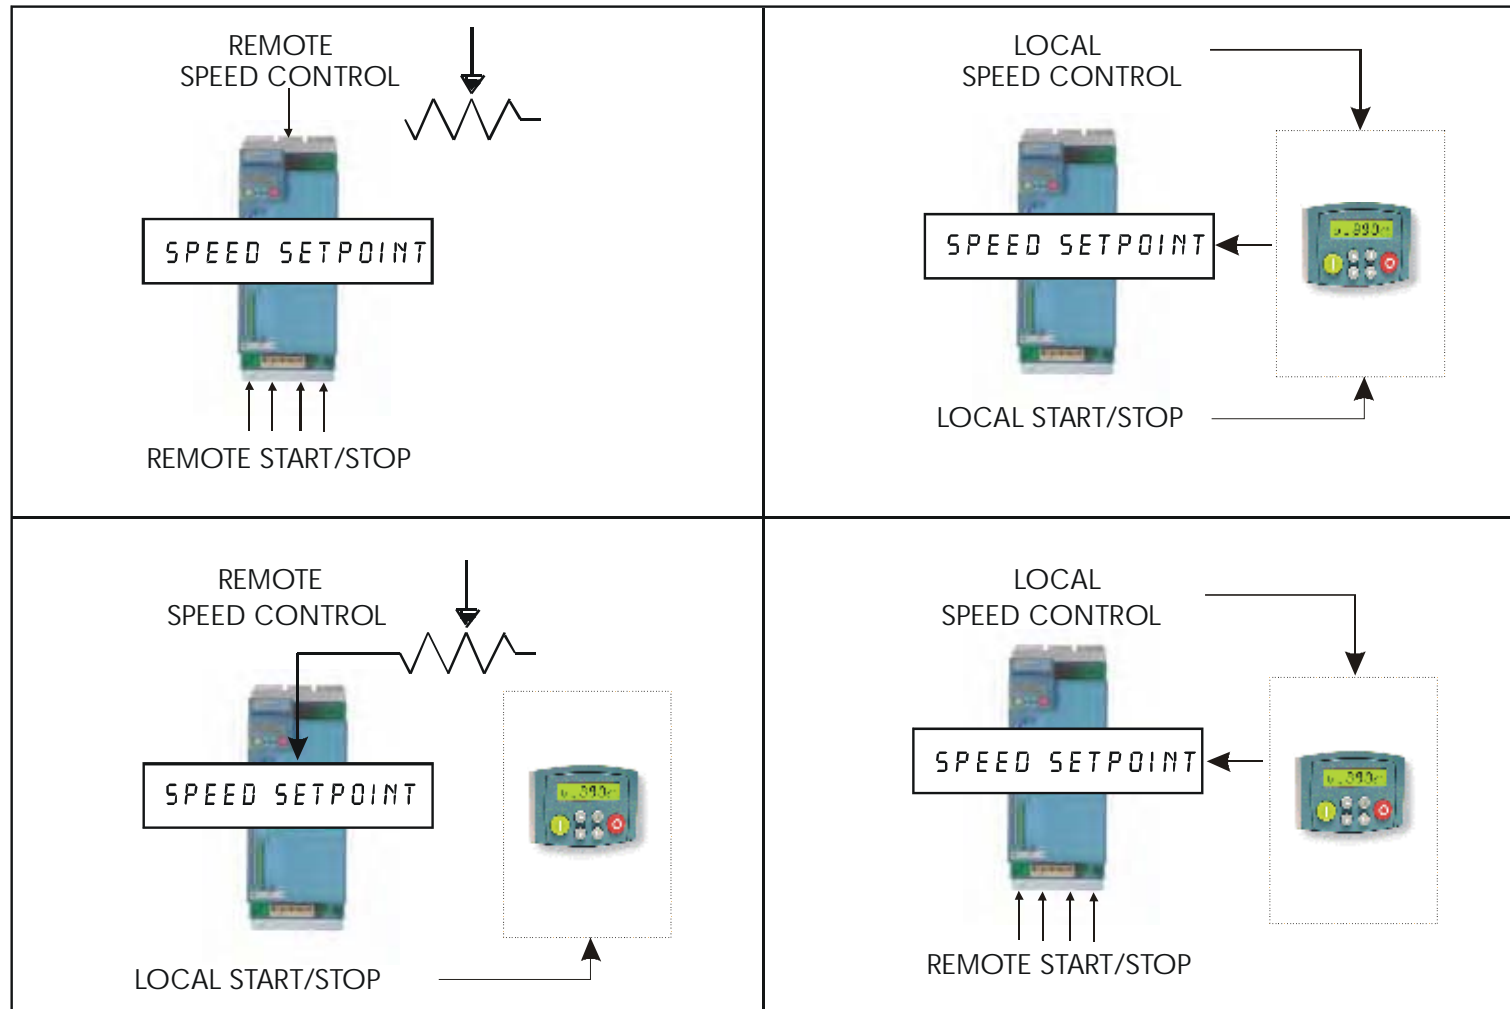 REMOTE
SPEED CONTROL
SPEED SETPOINT
REMOTE START/STOP
LOCAL
SPEED CONTROL
SPEED SETPOINT
LOCAL START/STOP
REMOTE
SPEED CONTROL
SPEED SETPOINT
LOCAL START/STOP
LOCAL
SPEED CONTROL
SPEED SETPOINT
REMOTE START/STOP